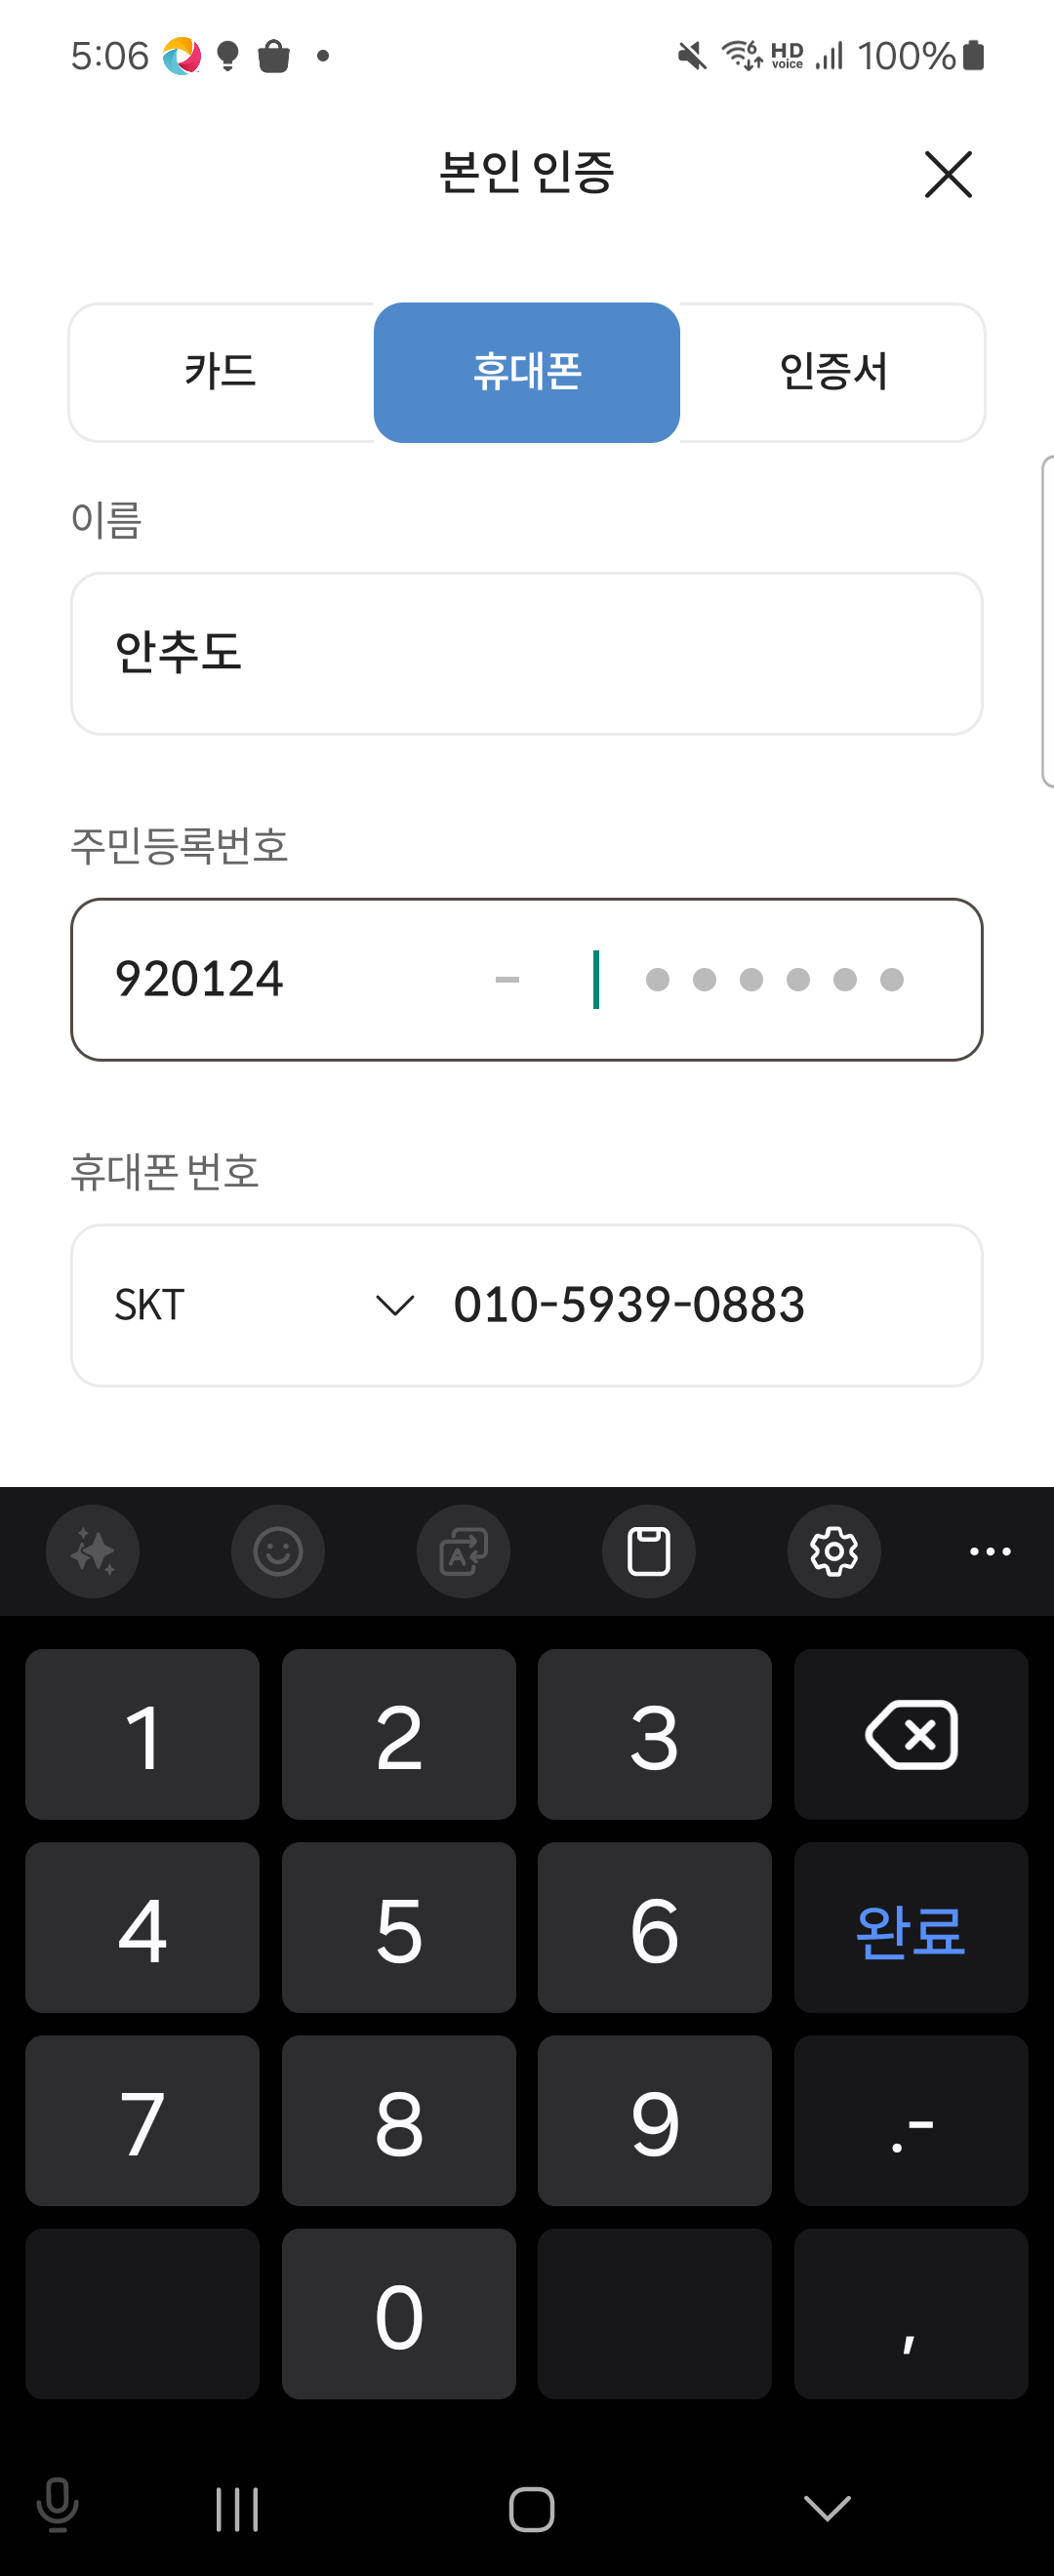 5:06 6 HD voice 100%
본인 인증
카드 휴대폰 인증서
이름
안추도
주민등록번호
920124 -
휴대폰 번호
SKT 010-5939-0883
1 2 3
4 5 6 완료
7 8 9 .-
0 ,